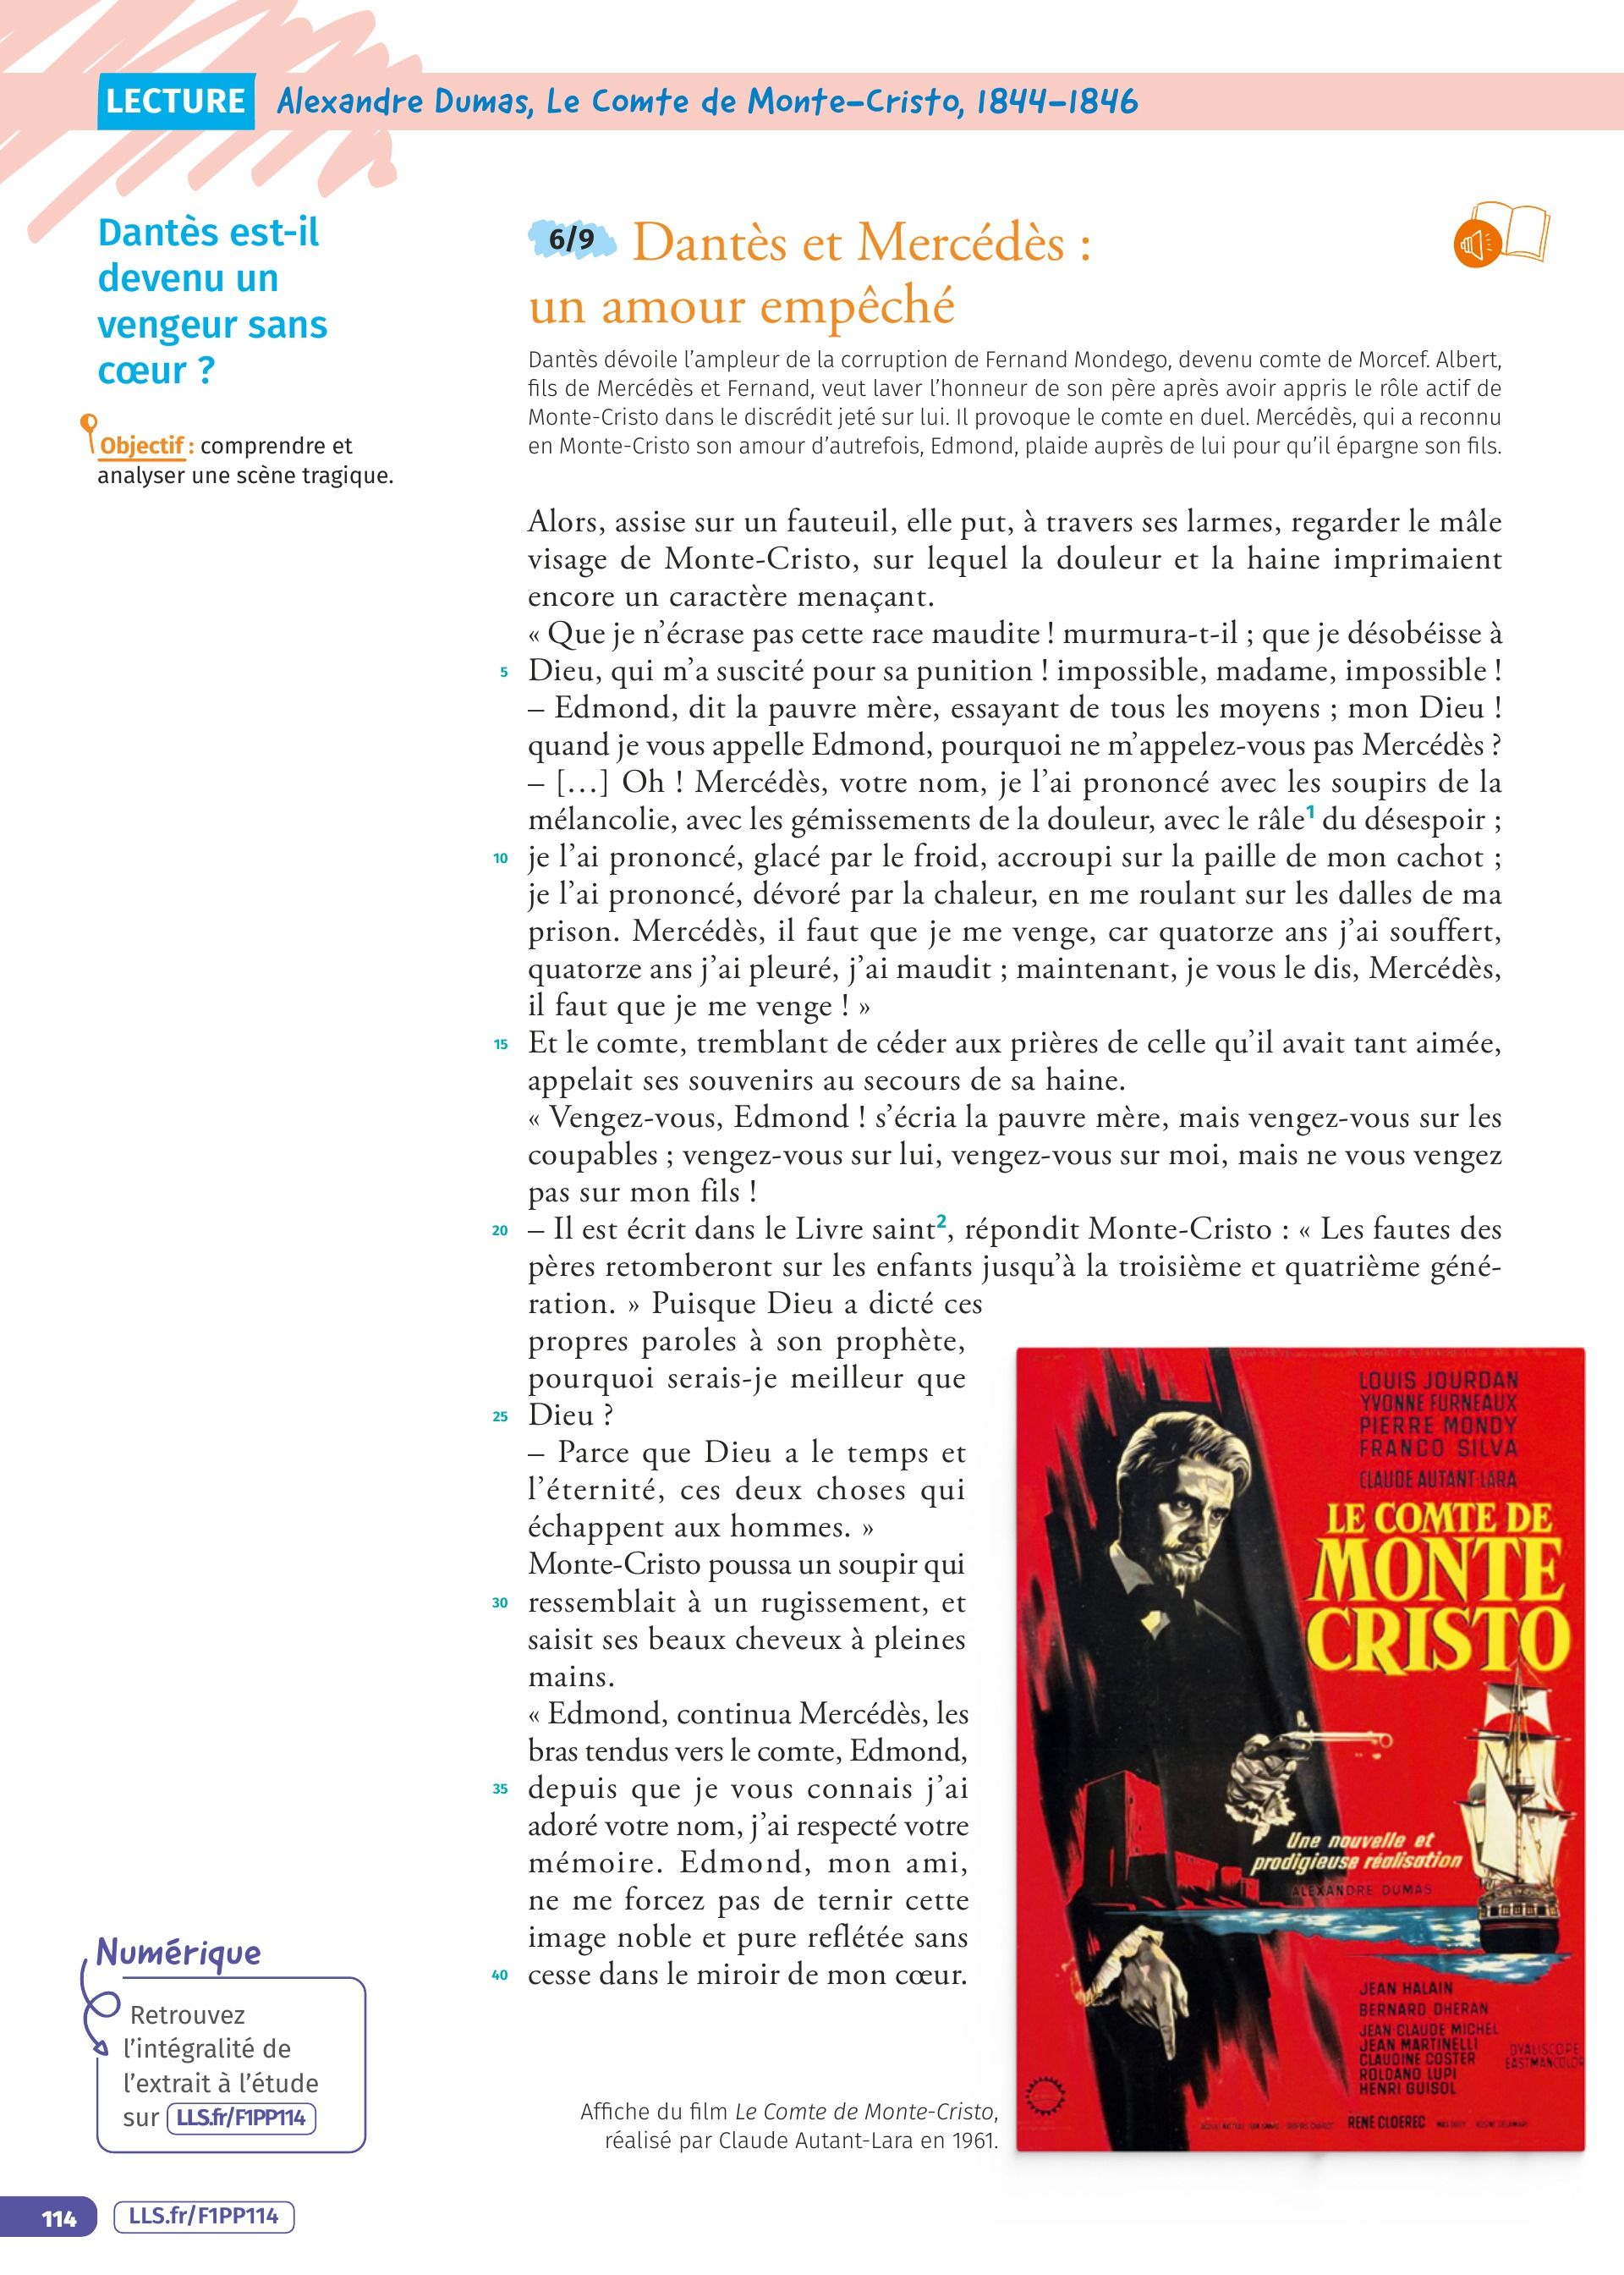 LECTURE Alexandre Dumas, Le Comte de Monte-Cristo, 1844-1846
Dantès est-il
devenu un
vengeur sans
cœur ?
Objectif : comprendre et
analyser une scène tragique.
6/9 Dantès et Mercédès :
un amour empêché
Dantès dévoile l'ampleur de la corruption de Fernand Mondego, devenu comte de Morcef. Albert,
fils de Mercédès et Fernand, veut laver l'honneur de son père après avoir appris le rôle actif de
Monte-Cristo dans le discrédit jeté sur lui. Il provoque le comte en duel. Mercédès, qui a reconnu
en Monte-Cristo son amour d'autrefois, Edmond, plaide auprès de lui pour qu'il épargne son fils.
Alors, assise sur un fauteuil, elle put, à travers ses larmes, regarder le mâle
visage de Monte-Cristo, sur lequel la douleur et la haine imprimaient
encore un caractère menaçant.
« Que je n'écrase pas cette race maudite ! murmura-t-il ; que je désobéisse à
5 Dieu, qui m'a suscité pour sa punition ! impossible, madame, impossible !
– Edmond, dit la pauvre mère, essayant de tous les moyens ; mon Dieu !
quand je vous appelle Edmond, pourquoi ne m'appelez-vous pas Mercédès ?
– […] Oh ! Mercédès, votre nom, je l'ai prononcé avec les soupirs de la
mélancolie, avec les gémissements de la douleur, avec le râle1 du désespoir ;
10 je l'ai prononcé, glacé par le froid, accroupi sur la paille de mon cachot ;
je l'ai prononcé, dévoré par la chaleur, en me roulant sur les dalles de ma
prison. Mercédès, il faut que je me venge, car quatorze ans j'ai souffert,
quatorze ans j'ai pleuré, j'ai maudit ; maintenant, je vous le dis, Mercédès,
il faut que je me venge ! »
15 Et le comte, tremblant de céder aux prières de celle qu'il avait tant aimée,
appelait ses souvenirs au secours de sa haine.
« Vengez-vous, Edmond ! s'écria la pauvre mère, mais vengez-vous sur les
coupables ; vengez-vous sur lui, vengez-vous sur moi, mais ne vous vengez
pas sur mon fils !
20 – Il est écrit dans le Livre saint2, répondit Monte-Cristo : « Les fautes des
pères retomberont sur les enfants jusqu'à la troisième et quatrième géné-
ration. » Puisque Dieu a dicté ces
propres paroles à son prophète,
pourquoi serais-je meilleur que
25 Dieu ?
– Parce que Dieu a le temps et
l'éternité, ces deux choses qui
échappent aux hommes. »
Monte-Cristo poussa un soupir qui
30 ressemblait à un rugissement, et
saisit ses beaux cheveux à pleines
mains.
« Edmond, continua Mercédès, les
bras tendus vers le comte, Edmond,
35 depuis que je vous connais j'ai
adoré votre nom, j'ai respecté votre
mémoire. Edmond, mon ami,
ne me forcez pas de ternir cette
image noble et pure reflétée sans
40 cesse dans le miroir de mon cœur.
LOUIS JOURDAN
YVONNE FURNEAUX
PIERRE MONDY
FRANCO SILVA
CLAUDE AUTANT-LARA
LE COMTE DE
MONTE
CRISTO
Une nouvelle et
prodigieuse réalisation
ALEXANDRE DUMAS
JEAN HALAIN
BERNARD DHERAN
JEAN-CLAUDE MICHEL
JEAN MARTINELLI
CLAUDINE COSTER
ROLDANO LUPI
HENRI GUISOL
DYALISCOPE
EASTMANCOLOR
RENÉ CLOEREC
Affiche du film Le Comte de Monte-Cristo,
réalisé par Claude Autant-Lara en 1961.
Numérique
Retrouvez
l'intégralité de
l'extrait à l'étude
sur LLS.fr/F1PP114
114 LLS.fr/F1PP114